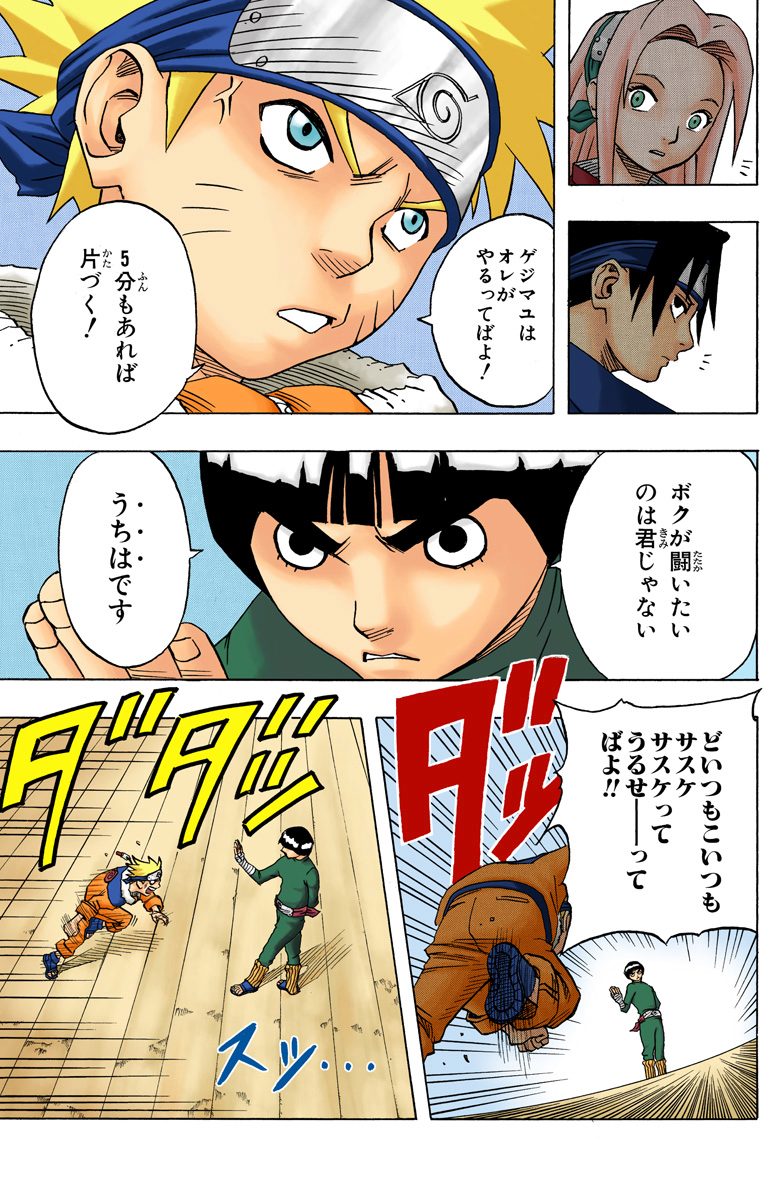 ゲジマユは
オレが
やるってばよ!
5分もあれば
片づく!
ボクが闘いたい
のは君じゃない
うちはです
どいつもこいつも
サスケ
サスケって
うるせーーって
ばよ!!
ダッ
ダダッ
スッ・・・